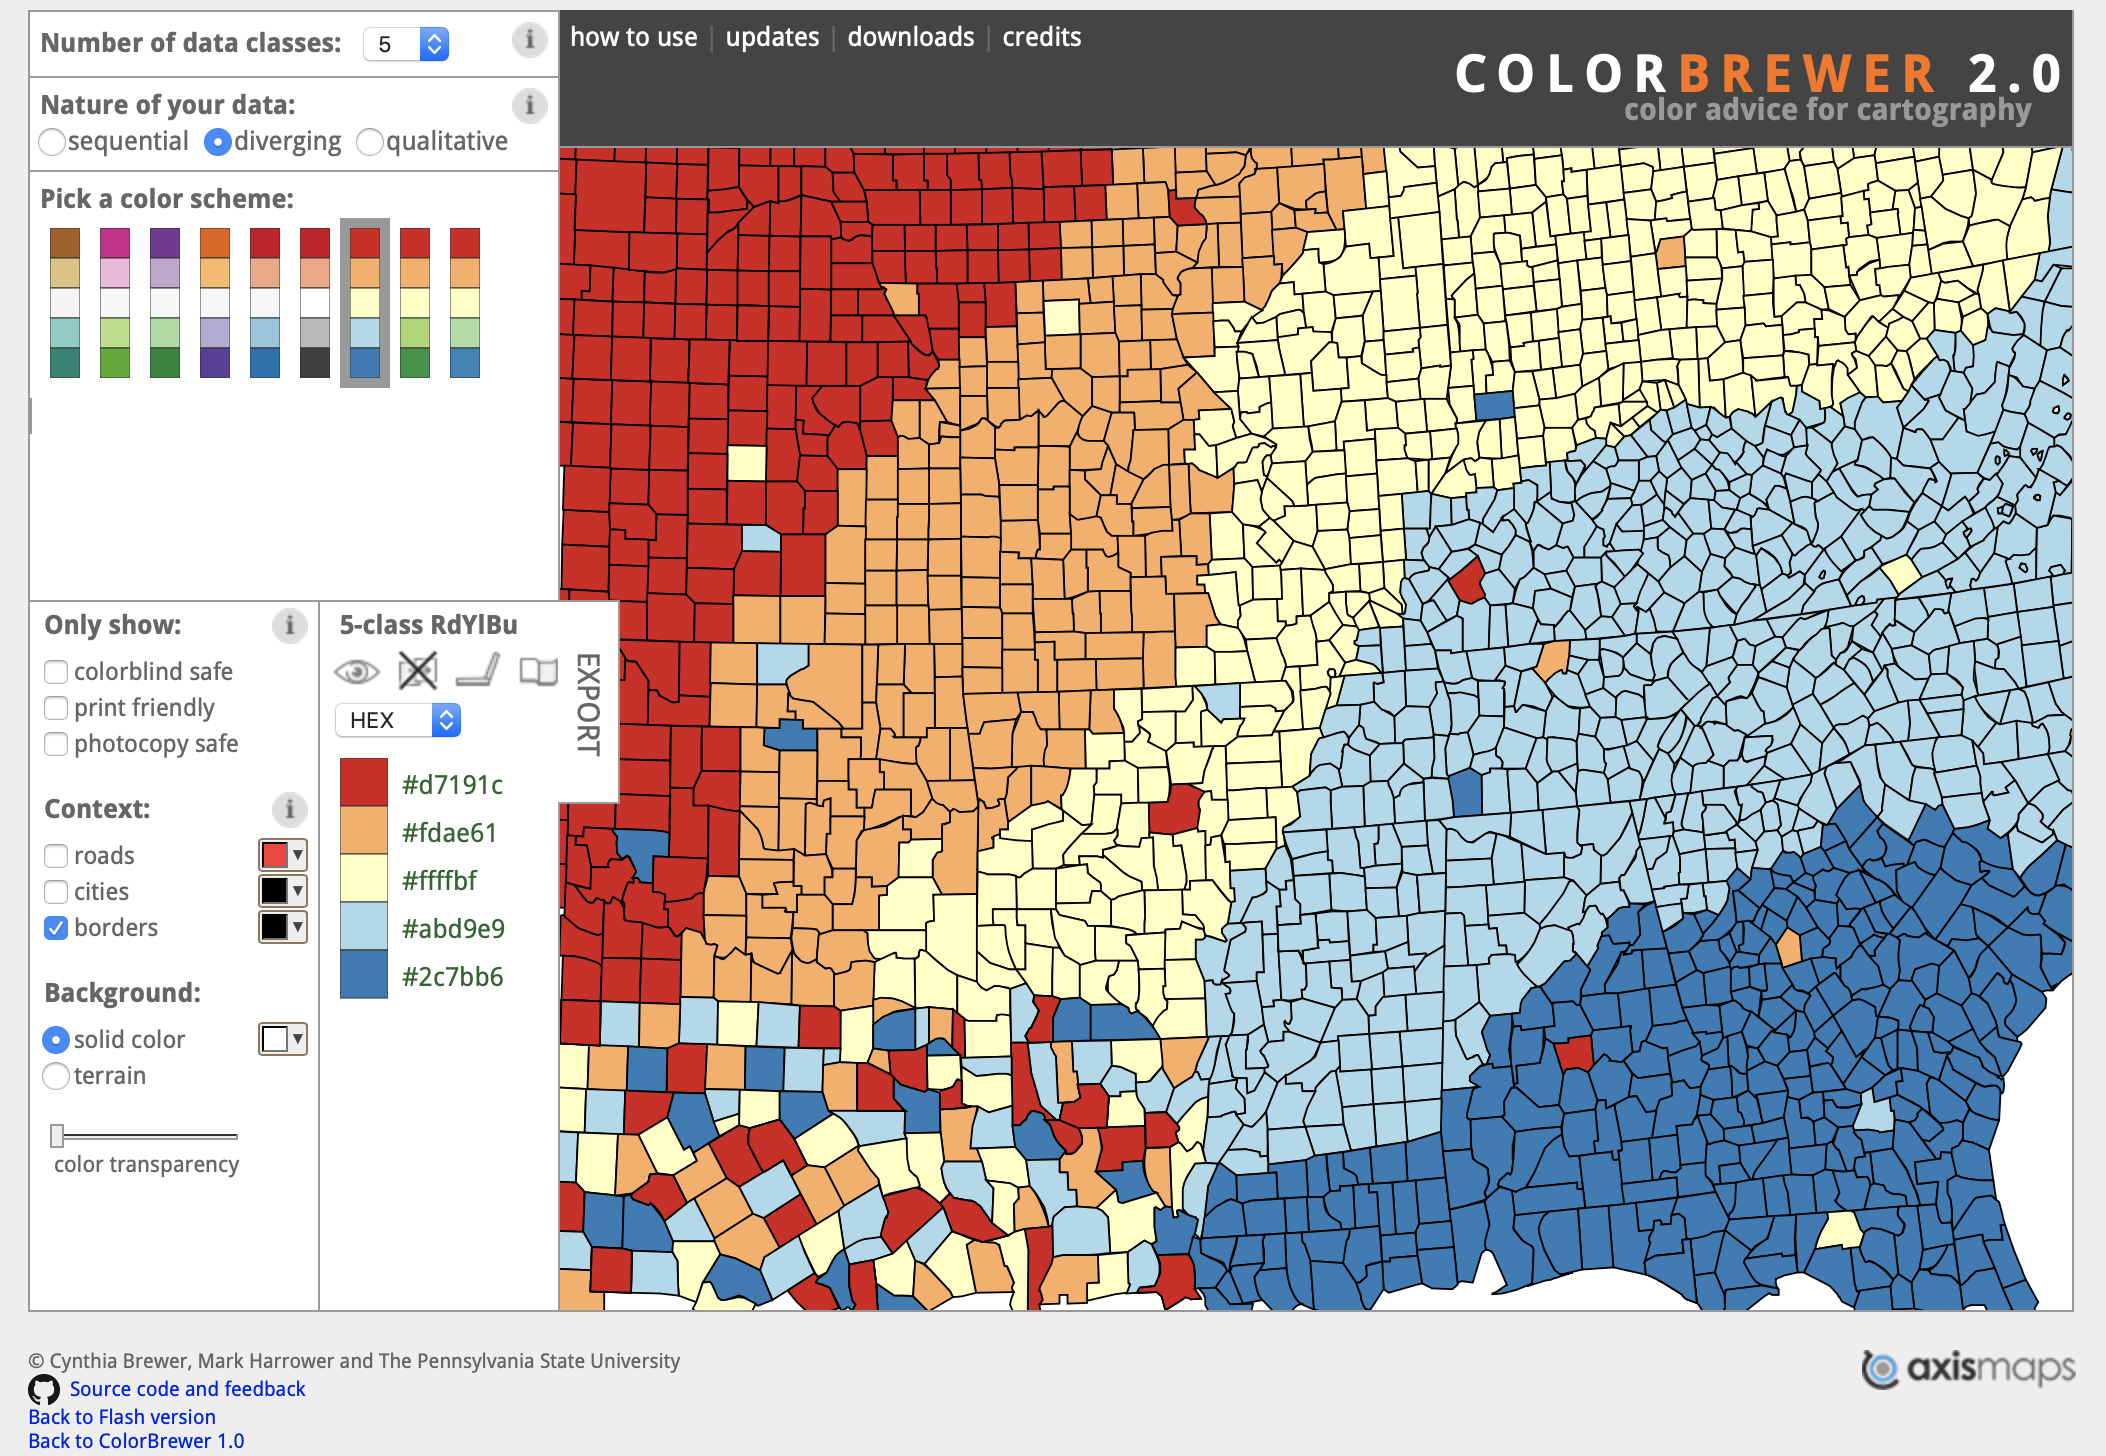 Number of data classes: 5 i
how to use | updates | downloads | credits
COLORBREWER 2.0
color advice for cartography
Nature of your data: i
sequential diverging qualitative
Pick a color scheme:
Only show: i
colorblind safe
print friendly
photocopy safe
Context: i
roads
cities
borders
Background:
solid color
terrain
color transparency
5-class RdYlBu
HEX
EXPORT
#d7191c
#fdae61
#ffffbf
#abd9e9
#2c7bb6
© Cynthia Brewer, Mark Harrower and The Pennsylvania State University
Source code and feedback
Back to Flash version
Back to ColorBrewer 1.0
axismaps